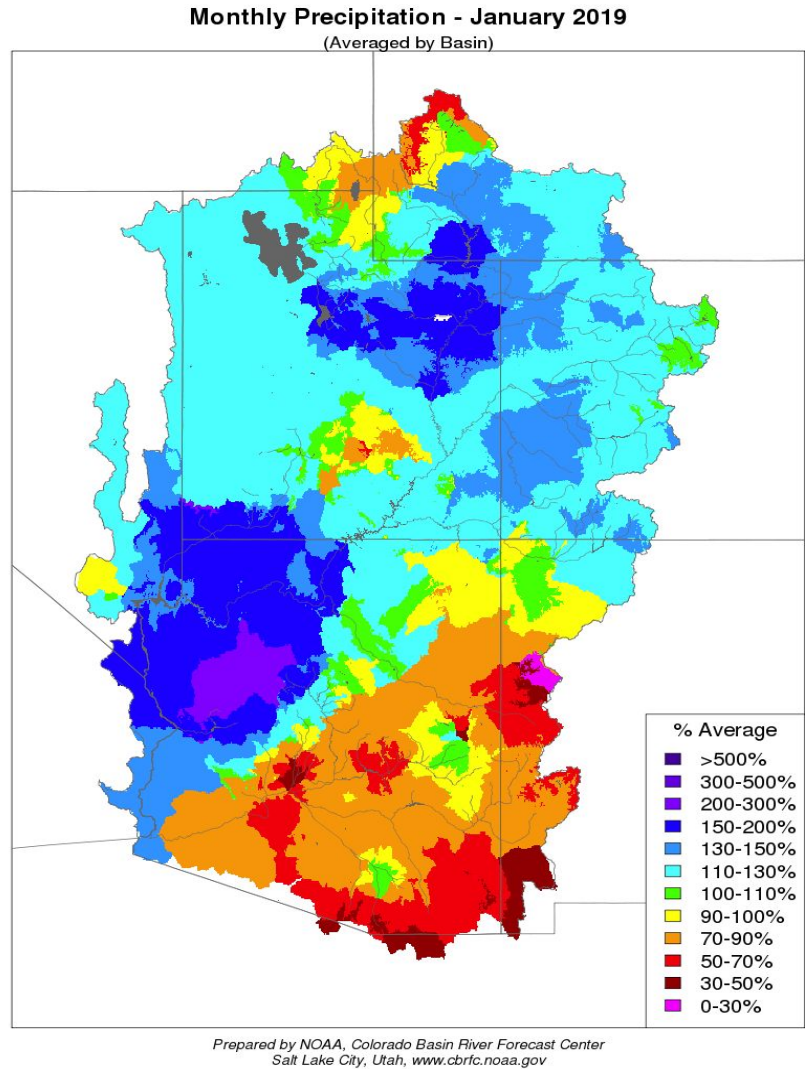 Monthly Precipitation - January 2019
(Averaged by Basin)
% Average
>500%
300-500%
200-300%
150-200%
130-150%
110-130%
100-110%
90-100%
70-90%
50-70%
30-50%
0-30%
Prepared by NOAA, Colorado Basin River Forecast Center
Salt Lake City, Utah, www.cbrfc.noaa.gov